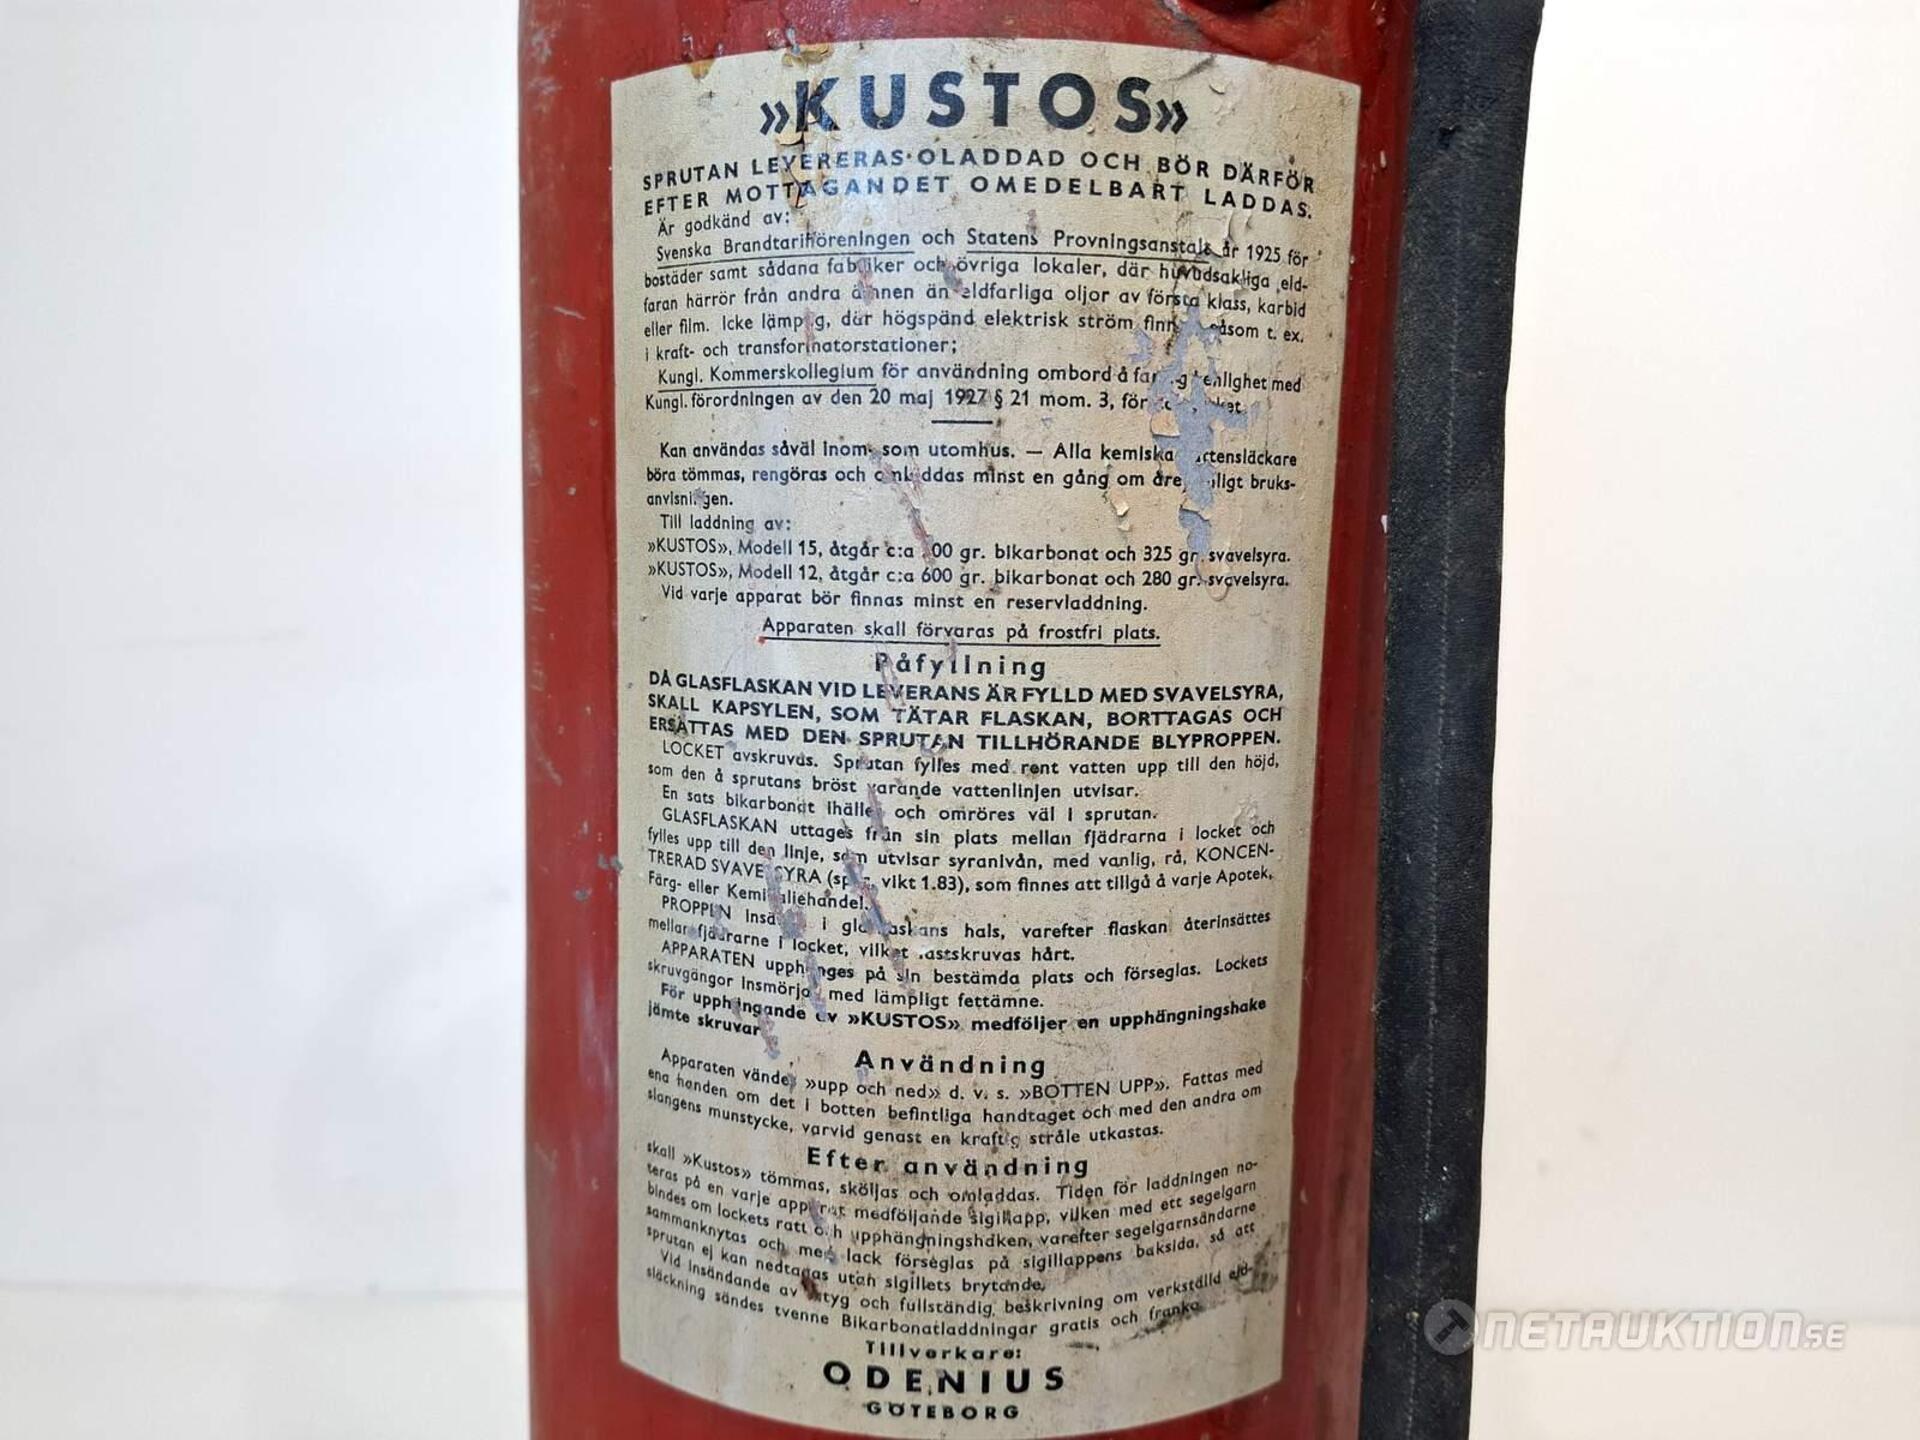 »KUSTOS»
SPRUTAN LEVERERAS OLADDAD OCH BÖR DÄRFÖR
EFTER MOTTAGANDET OMEDELBART LADDAS.
Är godkänd av:
Svenska Brandtarifföreningen och Statens Provningsanstalt år 1925 för
bostäder samt sådana fabriker och övriga lokaler, där huvudsakliga eld-
faran härrör från andra ämnen än eldfarliga oljor av första klass, karbid
eller film. Icke lämplig, där högspänd elektrisk ström finns såsom t. ex.
i kraft- och transformatorstationer;
Kungl. Kommerskollegium för användning ombord å
med
Kungl. förordningen av den 20 maj 1927 § 21 mom. 3,
Kan användas såväl inom- som utomhus. — Alla kemiska vattensläckare
böra tömmas, rengöras och omladdas minst en gång om året enligt bruks-
anvisningen.
Till laddning av:
»KUSTOS», Modell 15, åtgår c:a 00 gr. bikarbonat och 325 gr. svavelsyra.
»KUSTOS», Modell 12, åtgår c:a 600 gr. bikarbonat och 280 gr. svavelsyra.
Vid varje apparat bör finnas minst en reservladdning.
Apparaten skall förvaras på frostfri plats.
Påfyllning
DÅ GLASFLASKAN VID LEVERANS ÄR FYLLD MED SVAVELSYRA,
SKALL KAPSYLEN, SOM TÄTAR FLASKAN, BORTTAGAS OCH
ERSÄTTAS MED DEN SPRUTAN TILLHÖRANDE BLYPROPPEN.
LOCKET avskruvas. Sprutan fylles med rent vatten upp till den höjd,
som den å sprutans bröst varande vattenlinjen utvisar.
En sats bikarbonat ihälles och omröres väl i sprutan.
GLASFLASKAN uttages från sin plats mellan fjädrarna i locket och
fylles upp till den linje, som utvisar syranivån, med vanlig, rå, KONCEN-
TRERAD SVAVELSYRA (spec. vikt 1.83), som finnes att tillgå å varje Apotek,
Färg- eller Kemikaliehandel.
PROPPEN insättes i glasflaskans hals, varefter flaskan återinsättes
mellan fjädrarne i locket, vilket fastskruvas hårt.
APPARATEN upphänges på sin bestämda plats och förseglas. Lockets
skruvgängor insmörjas med lämpligt fettämne.
För upphängande av »KUSTOS» medföljer en upphängningshake
jämte skruvar.
Användning
Apparaten vändes »upp och ned» d. v. s. »BOTTEN UPP». Fattas med
ena handen om det i botten befintliga handtaget och med den andra om
slangens munstycke, varvid genast en kraftig stråle utkastas.
Efter användning
skall »Kustos» tömmas, sköljas och omladdas. Tiden för laddningen no-
teras på en varje apparat medföljande sigillapp, vilken med ett segelgarn
bindes om lockets ratt och upphängningshaken, varefter segelgarnsändarne
sammanknytas och med lack förseglas på sigillappens baksida, så att
sprutan ej kan nedtagas utan sigillets brytande.
Vid insändande av intyg och fullständig beskrivning om verkställd eld-
släckning sändes tvenne Bikarbonatladdningar gratis och franko.
Tillverkare:
ODENIUS
GÖTEBORG
NETAUKTION.SE